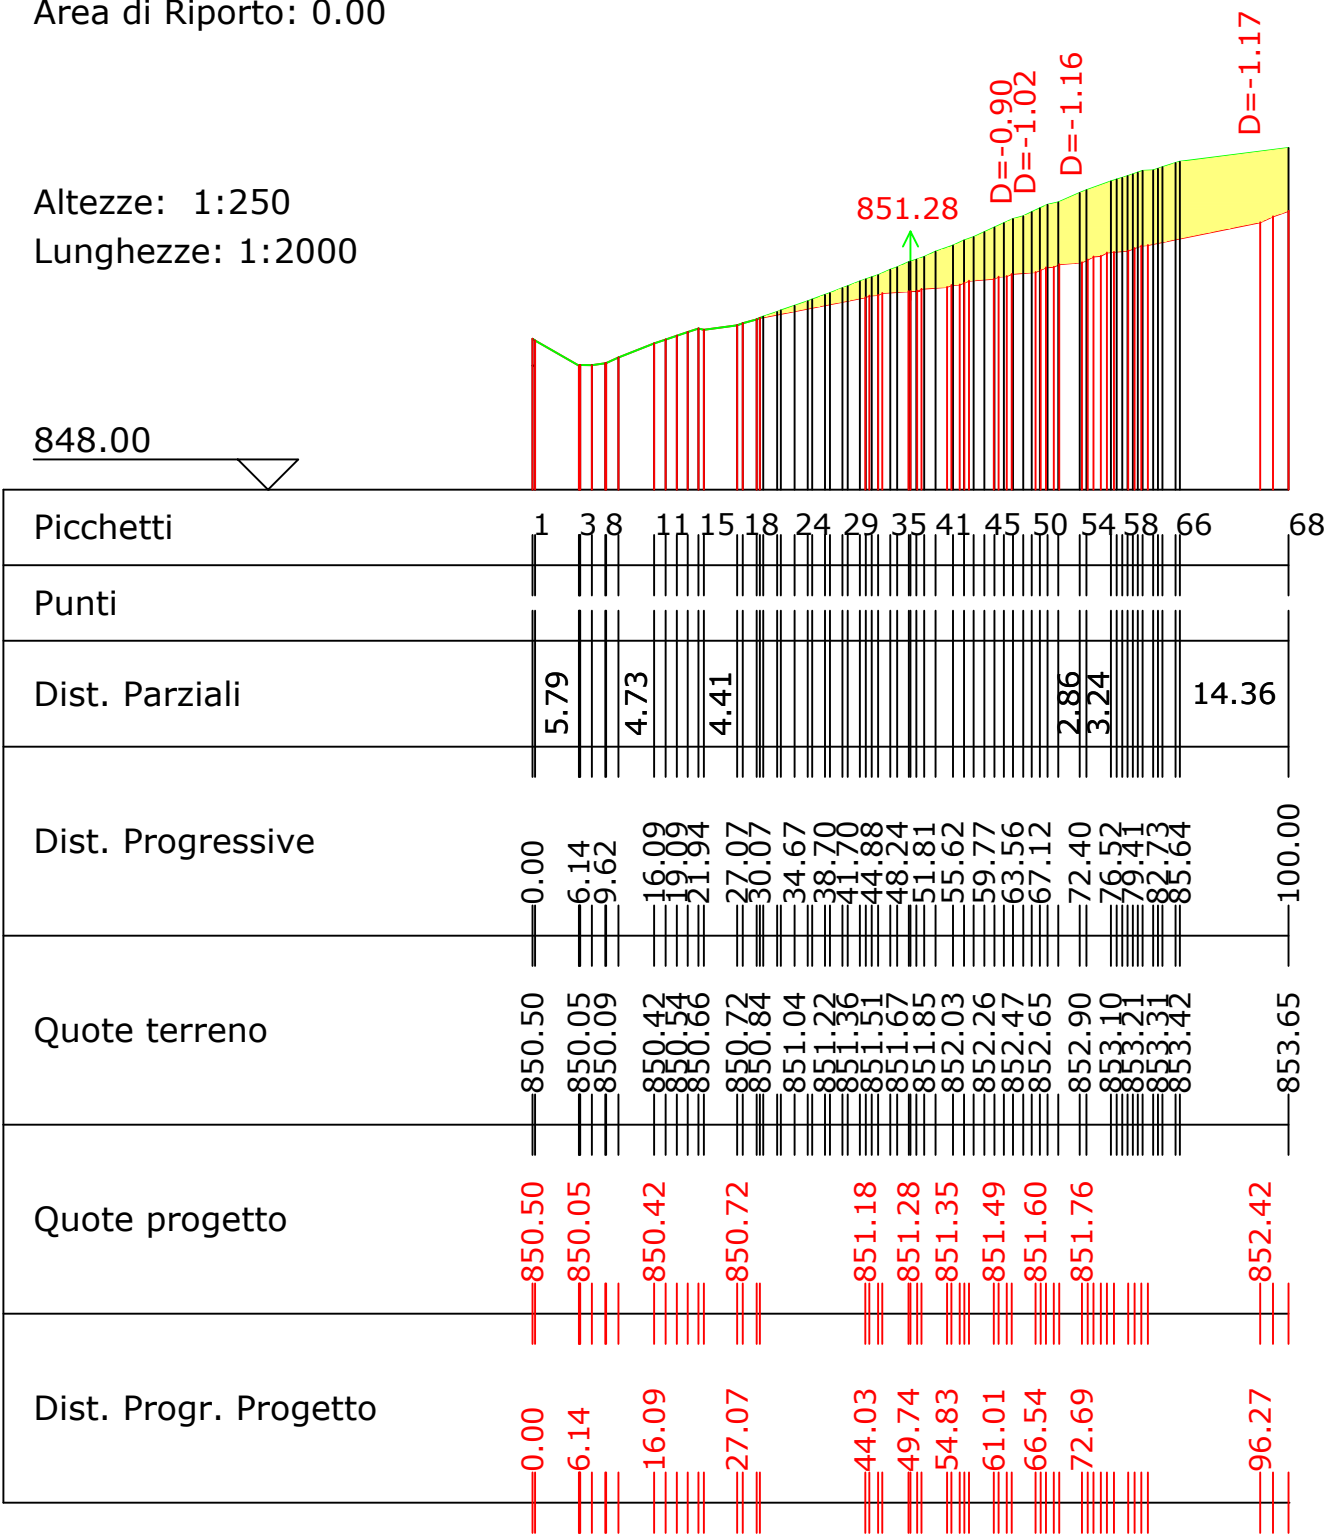 Area di Riporto: 0.00
D=-0.90
D=-1.02
D=-1.16
D=-1.17
Altezze: 1:250
Lunghezze: 1:2000
851.28
848.00
Picchetti 1 3 8 11 15 18 24 29 35 41 45 50 54 58 66 68
Punti
Dist. Parziali 5.79 4.73 4.41 2.86 3.24 14.36
Dist. Progressive 0.00 6.14 9.62 16.09 19.09 21.94 27.07 30.07 34.67 38.70 41.70 44.88 48.24 51.81 55.62 59.77 63.56 67.12 72.40 76.52 79.41 82.73 85.64 100.00
Quote terreno 850.50 850.05 850.09 850.42 850.54 850.66 850.72 850.84 851.04 851.22 851.36 851.51 851.67 851.85 852.03 852.26 852.47 852.65 852.90 853.10 853.21 853.31 853.42 853.65
Quote progetto 850.50 850.05 850.42 850.72 851.18 851.28 851.35 851.49 851.60 851.76 852.42
Dist. Progr. Progetto 0.00 6.14 16.09 27.07 44.03 49.74 54.83 61.01 66.54 72.69 96.27